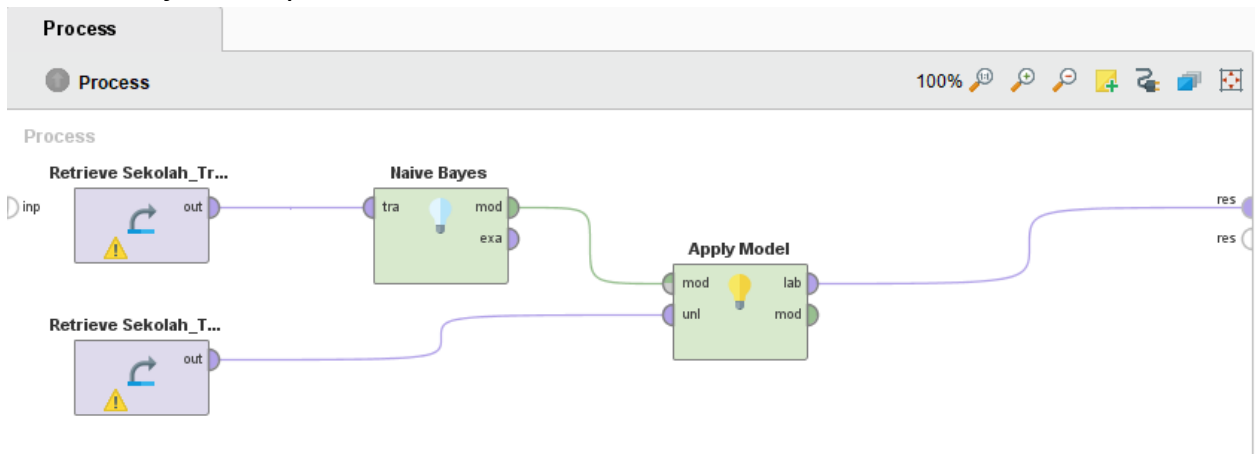 Process
Process
100%
Process
Retrieve Sekolah_Tr...
inp
out
Naive Bayes
tra
mod
exa
Retrieve Sekolah_T...
out
Apply Model
mod
lab
unl
mod
res
res